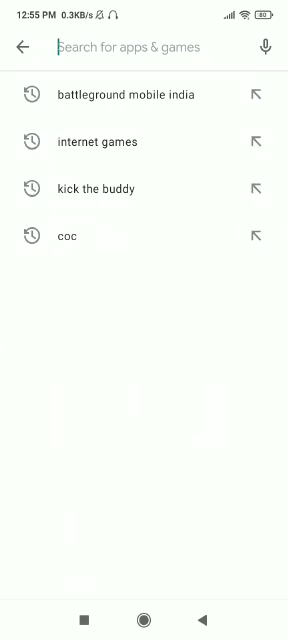 12:55 PM 0.3KB/s 80
Search for apps & games
battleground mobile india
internet games
kick the buddy
coc